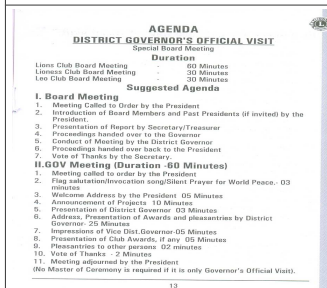 AGENDA
DISTRICT GOVERNOR'S OFFICIAL VISIT
Special Board Meeting
Duration
Lions Club Board Meeting - 60 Minutes
Lioness Club Board Meeting - 30 Minutes
Leo Club Board Meeting - 30 Minutes
Suggested Agenda
I. Board Meeting
1. Meeting Called to Order by the President
2. Introduction of Board Members and Past Presidents (if invited) by the
President.
3. Presentation of Report by Secretary/Treasurer
4. Proceedings handed over to the Governor
5. Conduct of Meeting by the District Governor
6. Proceedings handed over back to the President
7. Vote of Thanks by the Secretary.
II.GOV Meeting (Duration -60 Minutes)
1. Meeting called to order by the President
2. Flag salutation/Invocation song/Silent Prayer for World Peace.- 03
minutes
3. Welcome Address by the President 05 Minutes
4. Announcement of Projects 10 Minutes
5. Presentation of District Governor 03 Minutes
6. Address, Presentation of Awards and pleasantries by District
Governor- 25 Minutes
7. Impressions of Vice Dist.Governor-05 Minutes
8. Presentation of Club Awards, if any 05 Minutes
9. Pleasantries to other persons 02 minutes
10. Vote of Thanks - 2 Minutes
11. Meeting adjourned by the President
(No Master of Ceremony is required if it is only Governor's Official Visit).
13